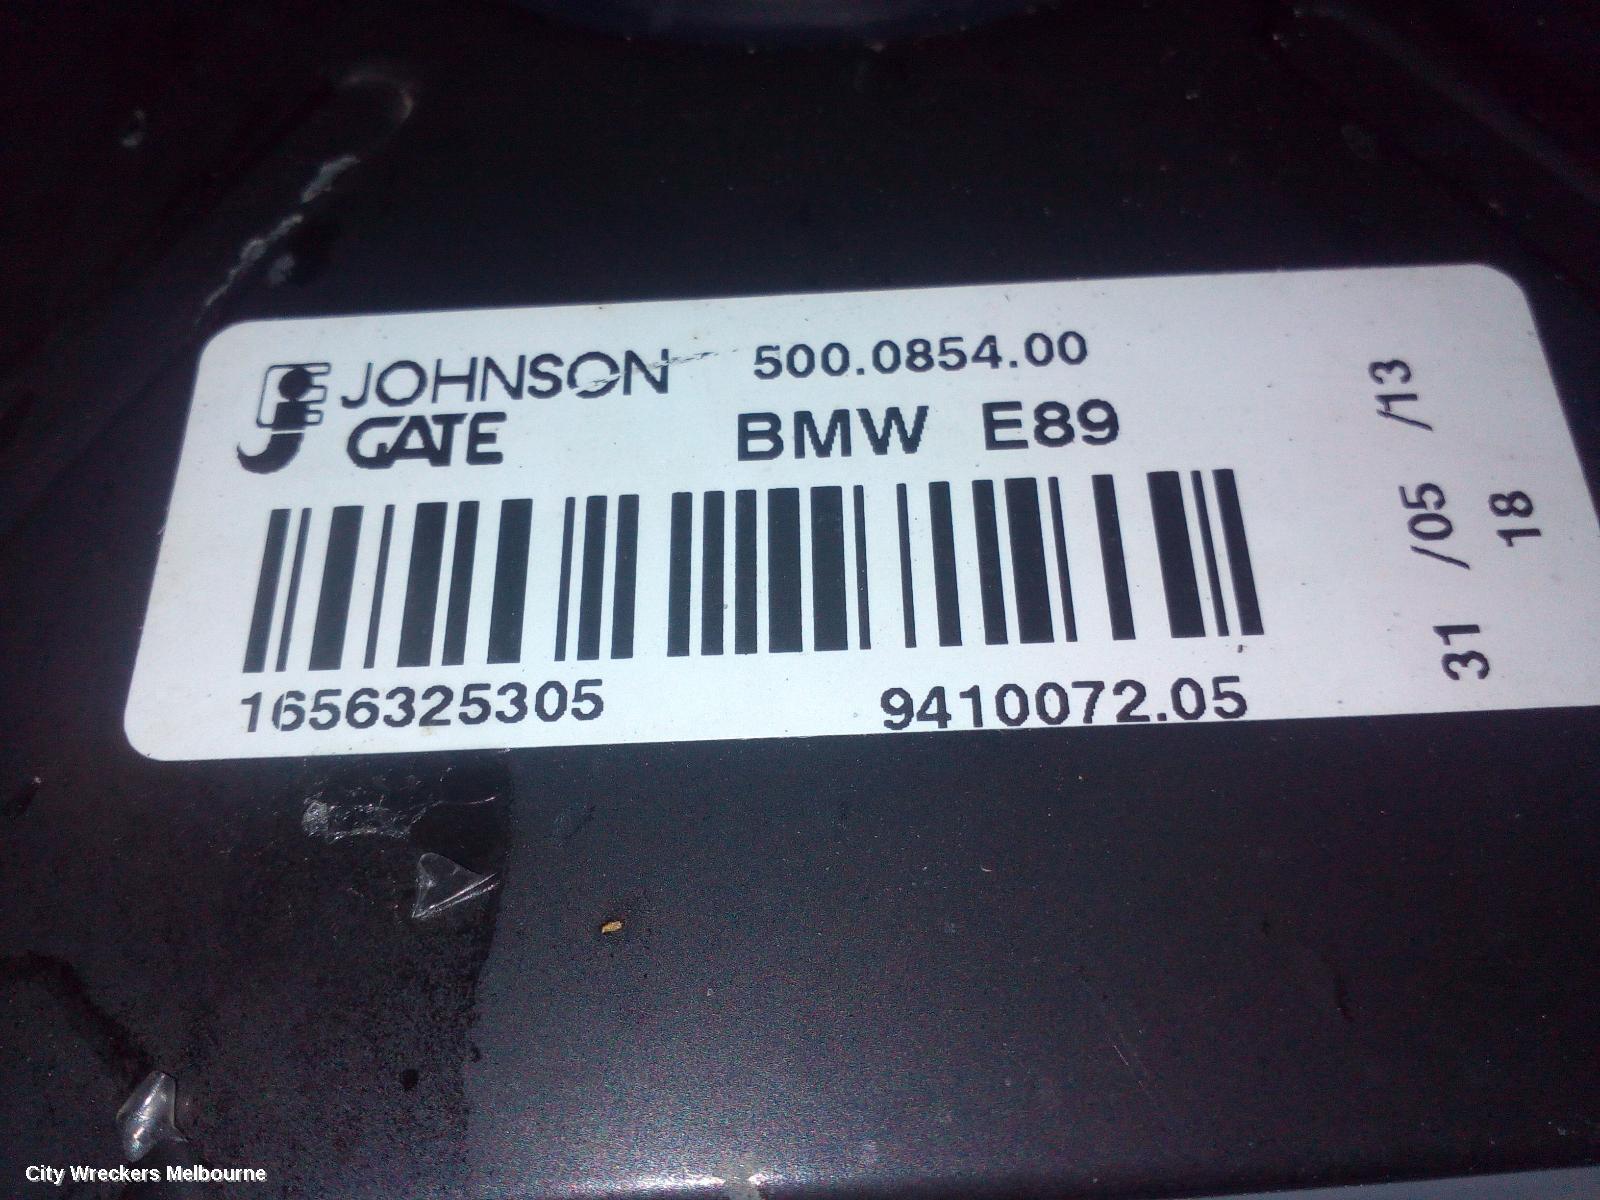 JOHNSON 500.0854.00
GATE BMW E89
1656325305 9410072.05
31 /05 /13
18
City Wreckers Melbourne